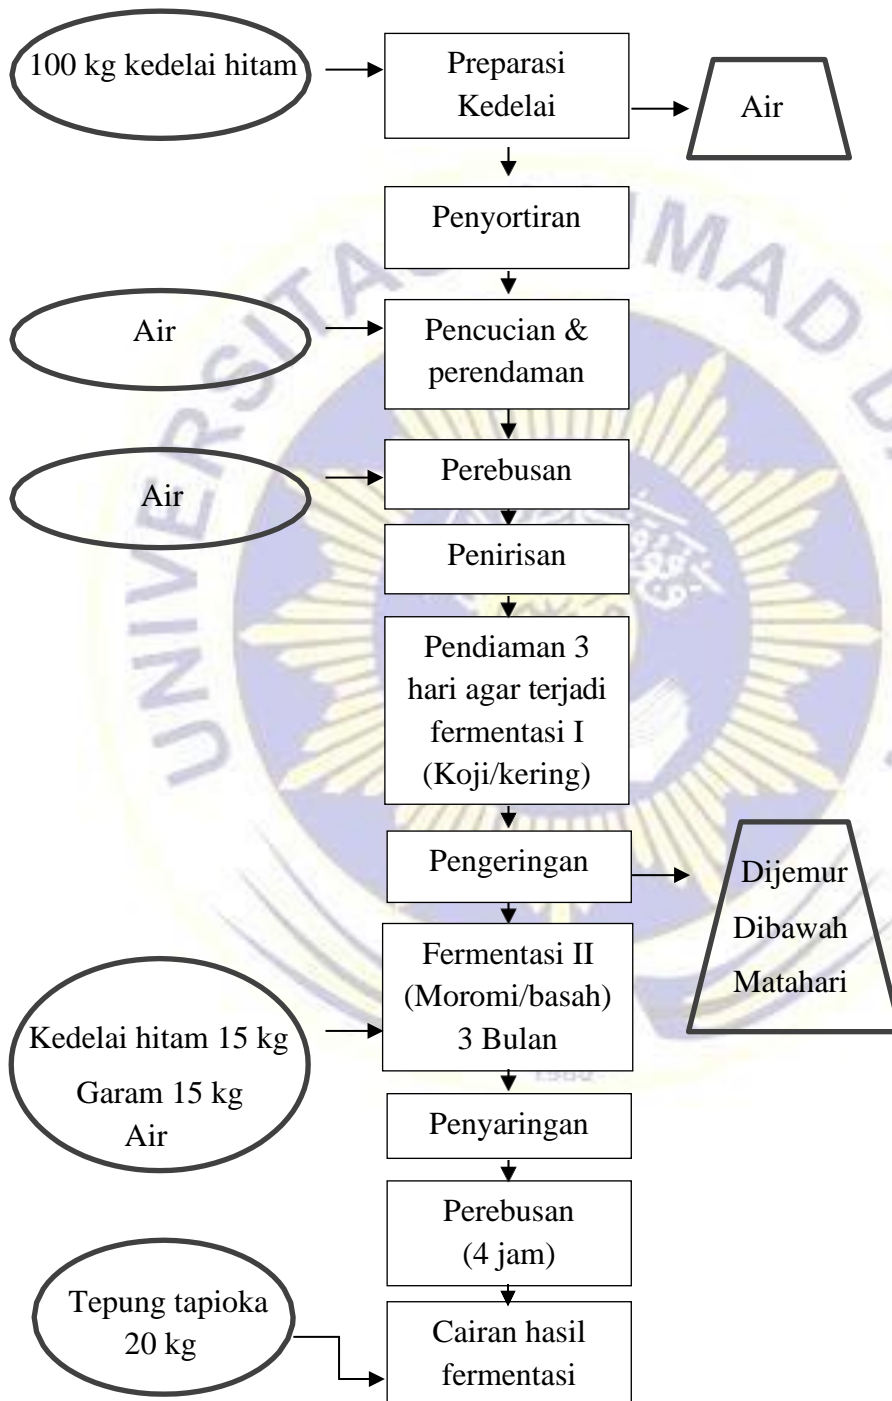 100 kg kedelai hitam
Preparasi
Kedelai
Air
Penyortiran
Air
Pencucian &
perendaman
Air
Perebusan
Penirisan
Pendiaman 3
hari agar terjadi
fermentasi I
(Koji/kering)
Pengeringan
Dijemur
Dibawah
Matahari
Fermentasi II
(Moromi/basah)
3 Bulan
Kedelai hitam 15 kg
Garam 15 kg
Air
Penyaringan
Perebusan
(4 jam)
Tepung tapioka
20 kg
Cairan hasil
fermentasi
UNIVERSITAS